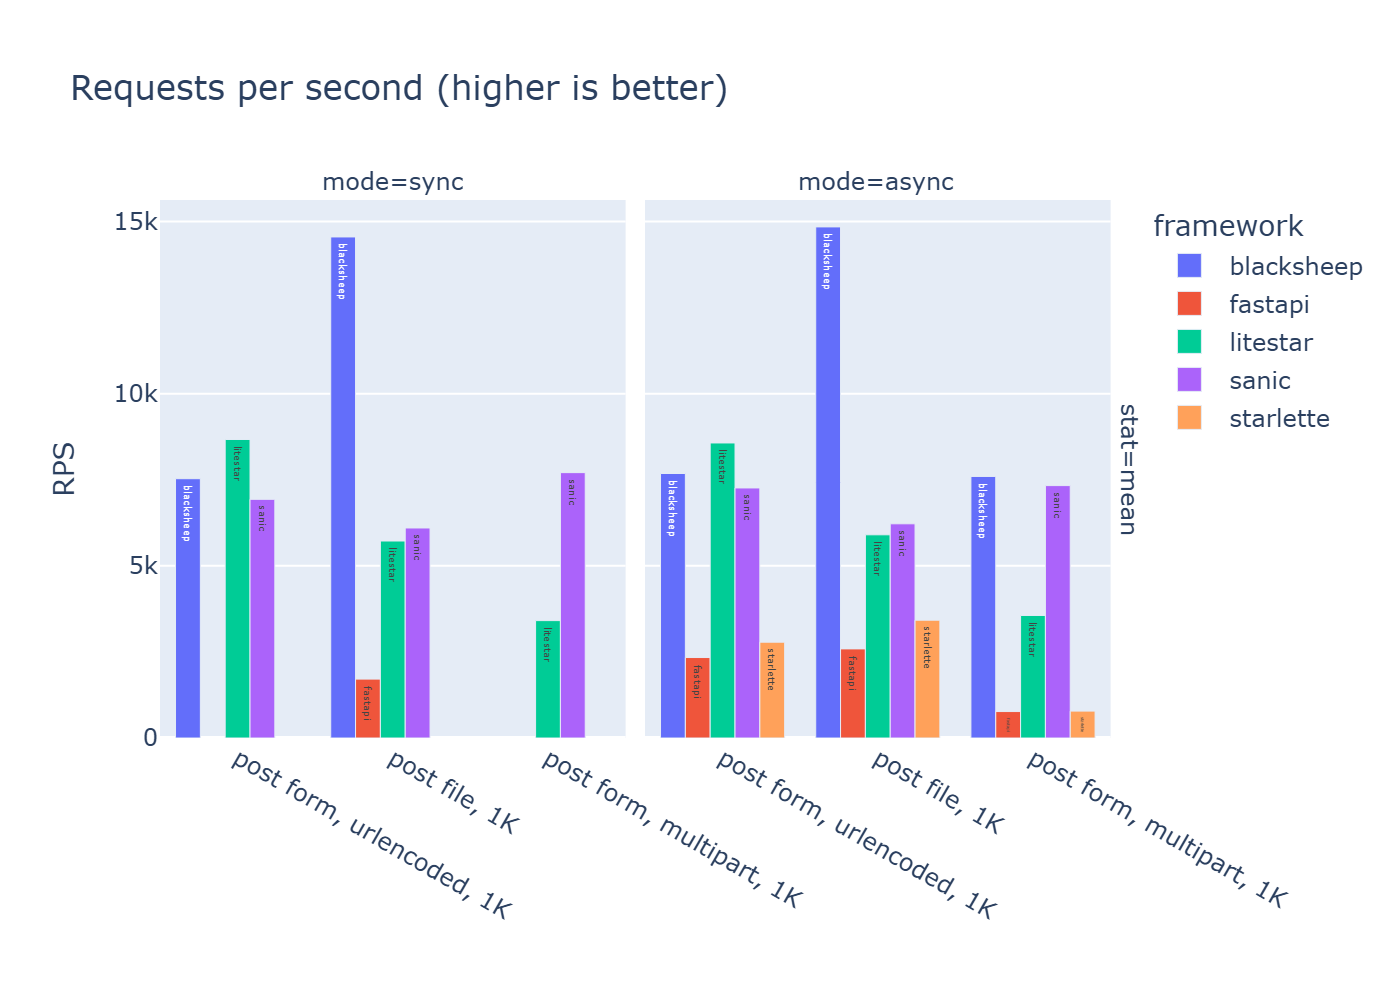 Requests per second (higher is better)
mode=sync
mode=async
framework
blacksheep
fastapi
litestar
sanic
starlette
stat=mean
RPS
15k
10k
5k
0
blacksheep
litestar
sanic
blacksheep
fastapi
litestar
sanic
litestar
sanic
blacksheep
fastapi
litestar
sanic
starlette
blacksheep
fastapi
litestar
sanic
starlette
blacksheep
litestar
sanic
post form, urlencoded, 1K
post file, 1K
post form, multipart, 1K
post form, urlencoded, 1K
post file, 1K
post form, multipart, 1K